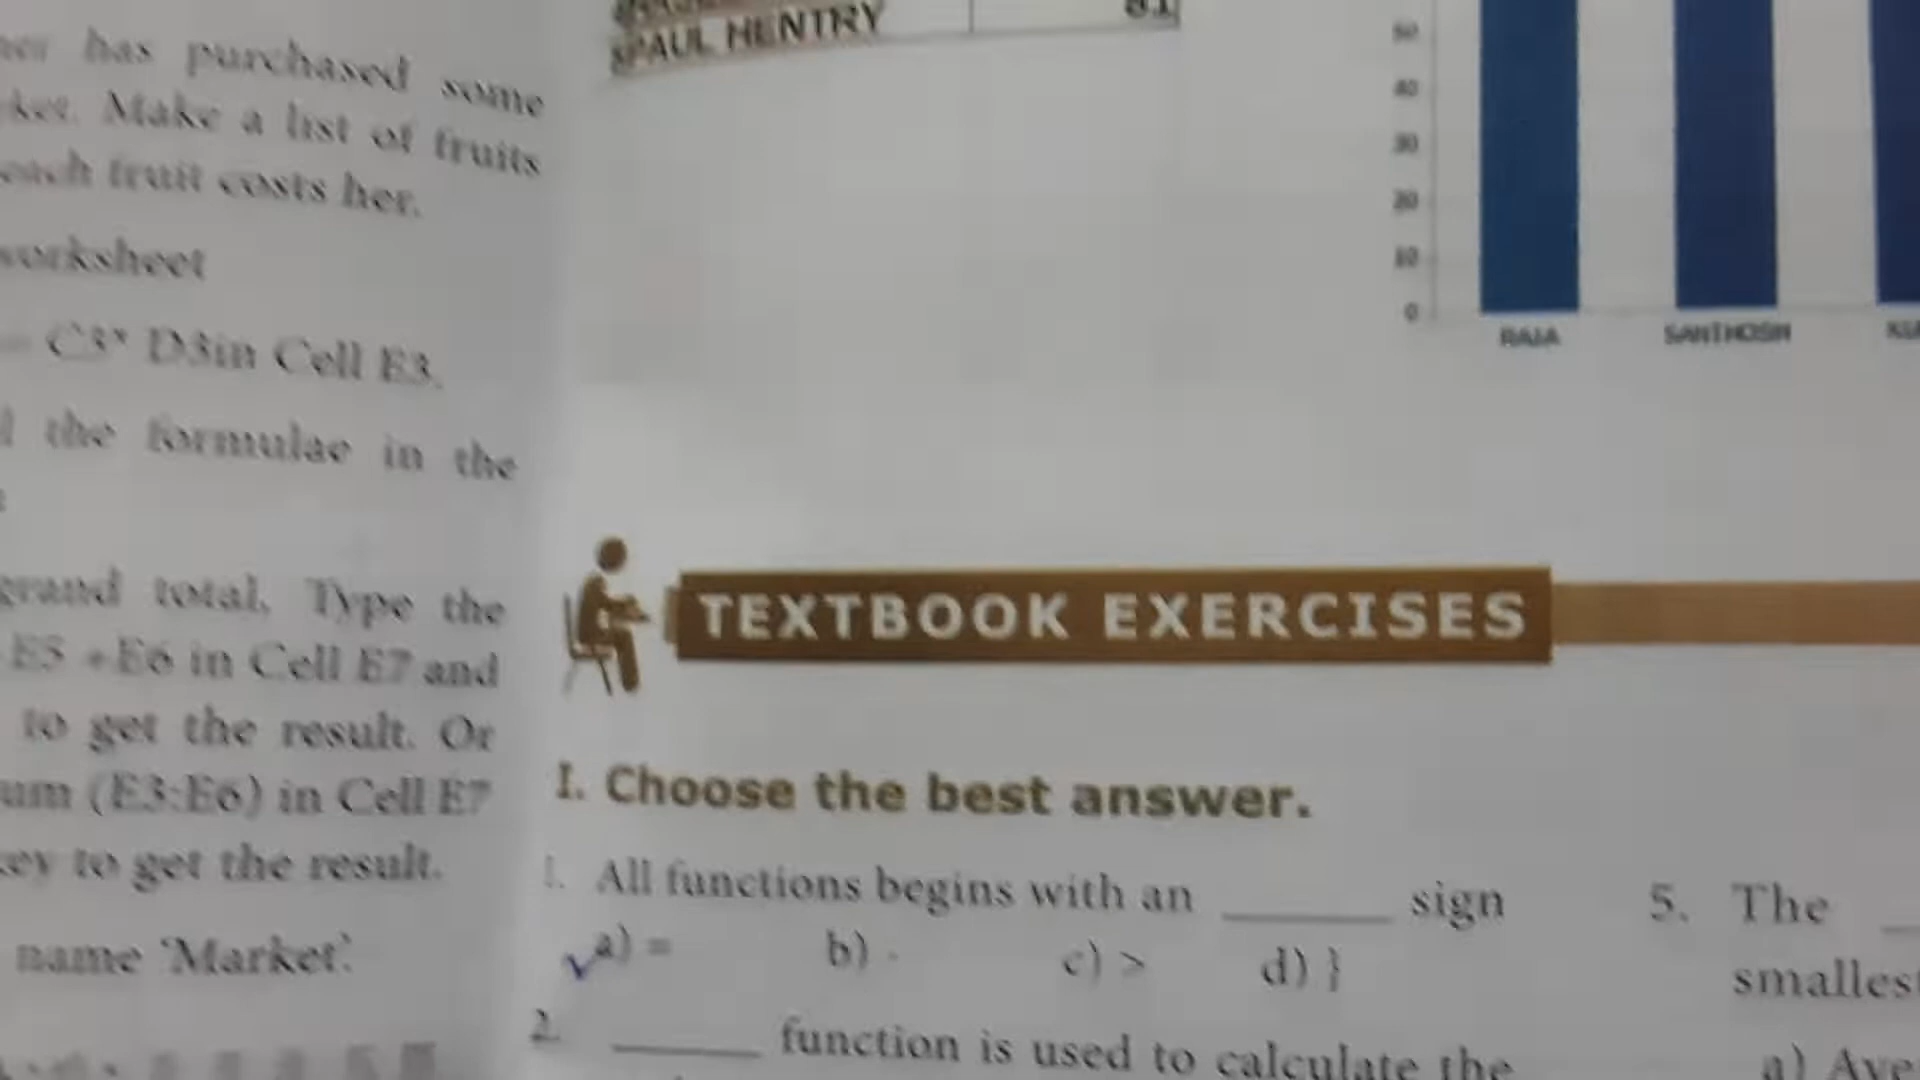 has purchased some
Make a list of fruits
each fruit costs her.
worksheet
= C3* D3in Cell E3.
the formulae in the
grand total, Type the
E5 +E6 in Cell E7 and
to get the result. Or
(E3:E6) in Cell E7
to get the result.
name ‘Market’.
PAUL HENTRY
81
50
40
30
20
10
0
RAJA
SANTHOSH
TEXTBOOK EXERCISES
I. Choose the best answer.
1. All functions begins with an ______ sign
a) = b) - c) > d) }
2. ______ function is used to calculate the
5. The
smallest
a)